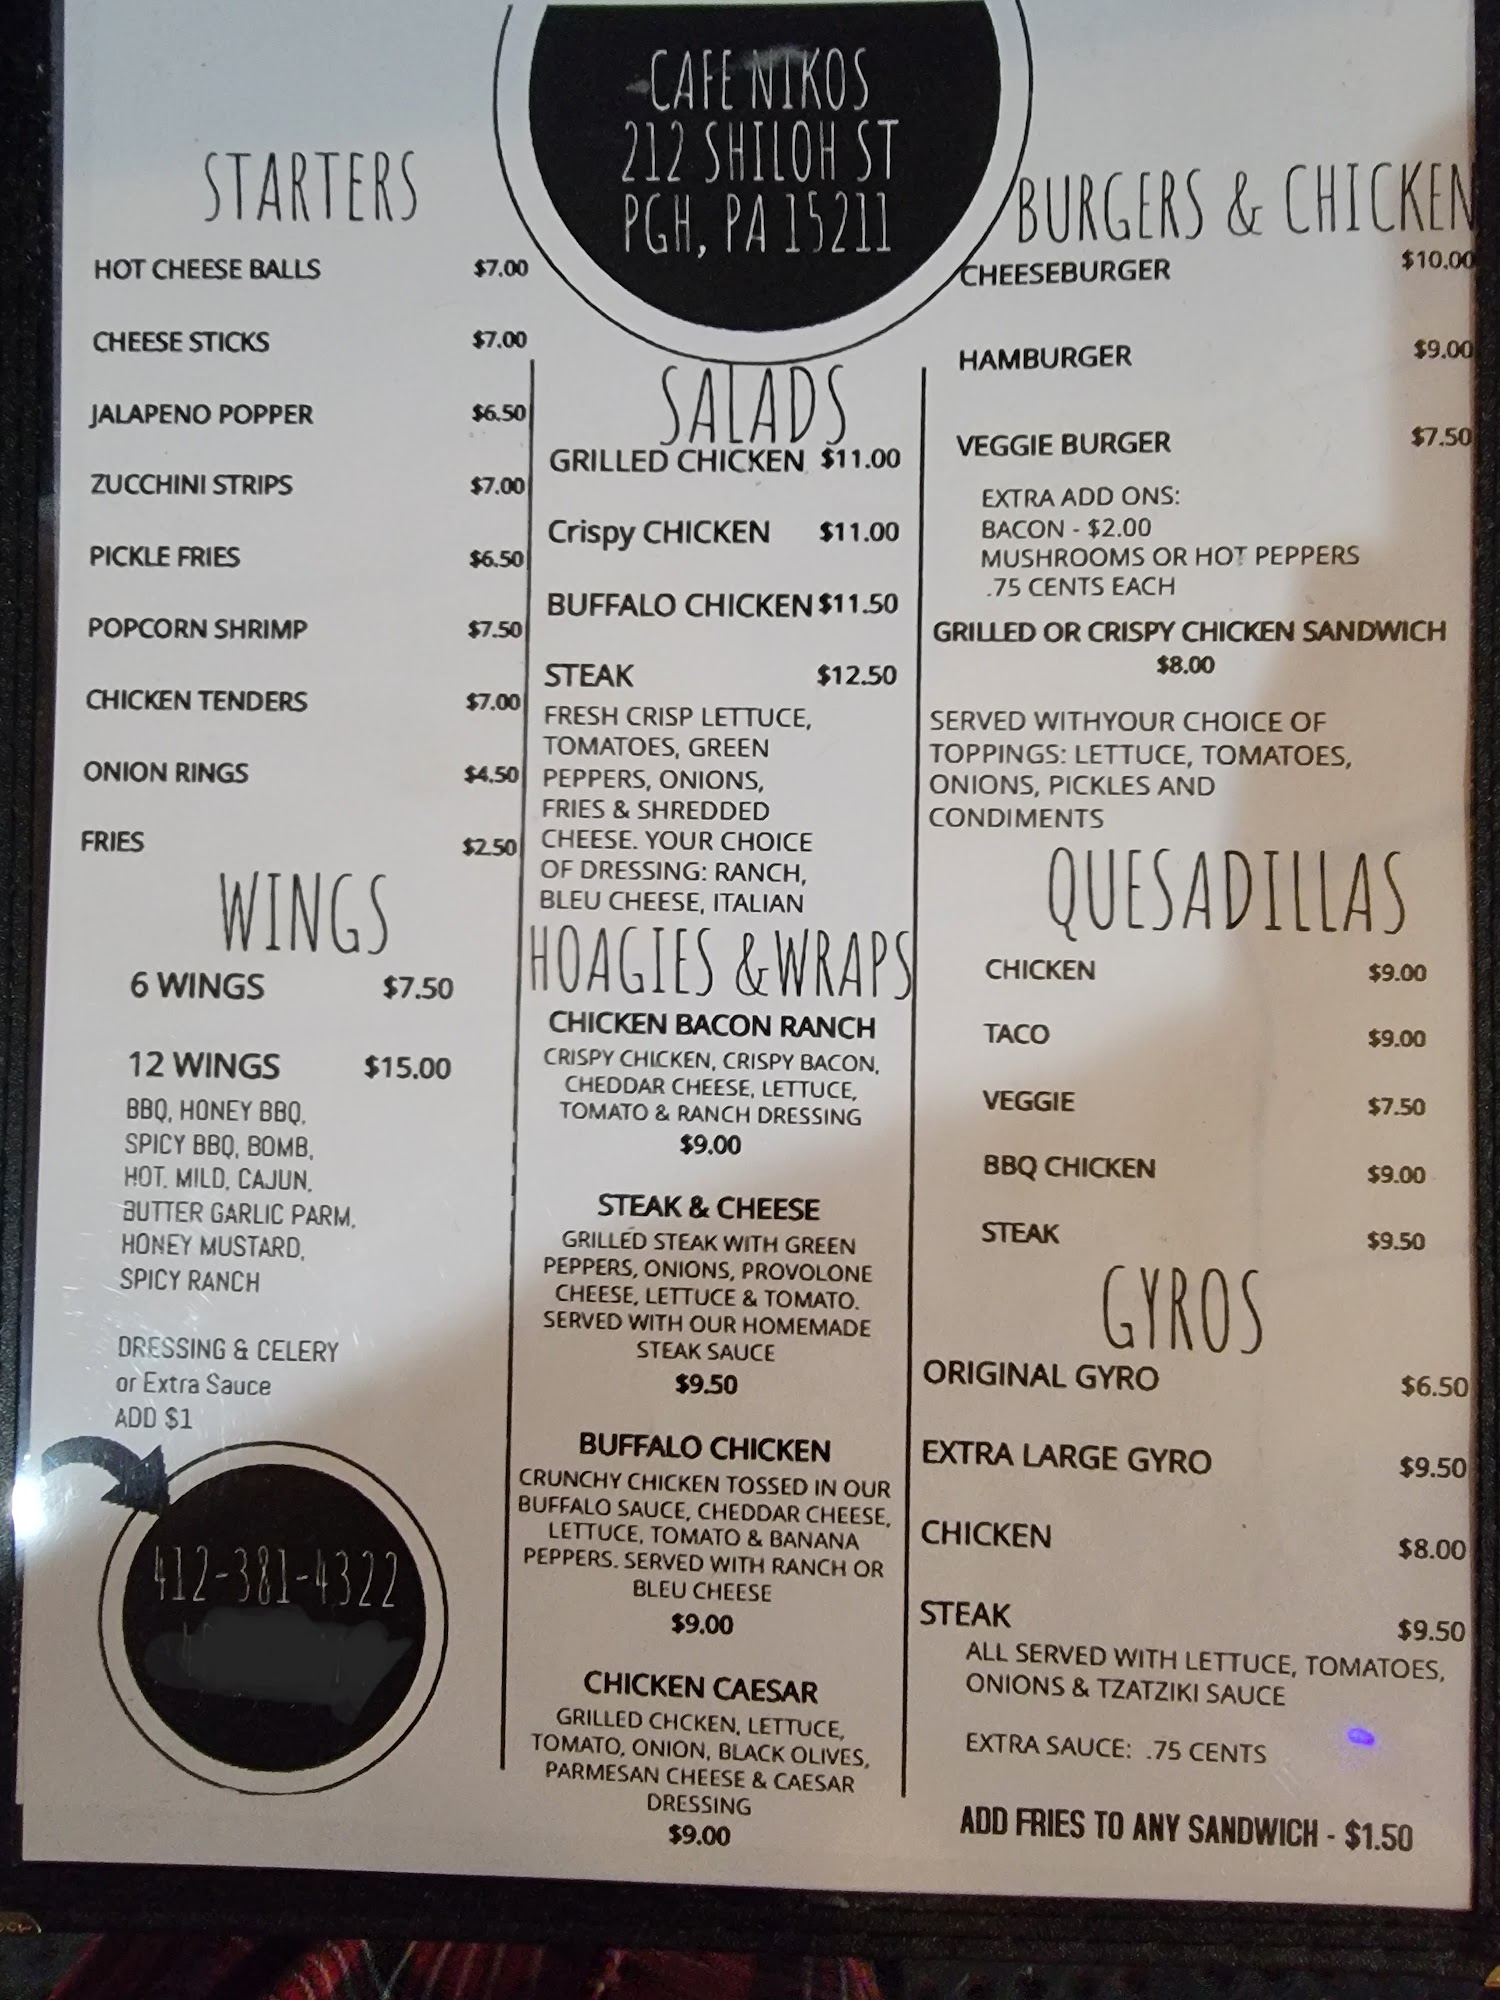 CAFE NIKOS
212 SHILOH ST
PGH, PA 15211
STARTERS
HOT CHEESE BALLS $7.00
CHEESE STICKS $7.00
JALAPENO POPPER $6.50
ZUCCHINI STRIPS $7.00
PICKLE FRIES $6.50
POPCORN SHRIMP $7.50
CHICKEN TENDERS $7.00
ONION RINGS $4.50
FRIES $2.50
WINGS
6 WINGS $7.50
12 WINGS $15.00
BBQ, HONEY BBQ,
SPICY BBQ, BOMB,
HOT, MILD, CAJUN,
BUTTER GARLIC PARM,
HONEY MUSTARD,
SPICY RANCH
DRESSING & CELERY
or Extra Sauce
ADD $1
412-381-4322
SALADS
GRILLED CHICKEN $11.00
Crispy CHICKEN $11.00
BUFFALO CHICKEN $11.50
STEAK $12.50
FRESH CRISP LETTUCE,
TOMATOES, GREEN
PEPPERS, ONIONS,
FRIES & SHREDDED
CHEESE. YOUR CHOICE
OF DRESSING: RANCH,
BLEU CHEESE, ITALIAN
HOAGIES & WRAPS
CHICKEN BACON RANCH
CRISPY CHICKEN, CRISPY BACON,
CHEDDAR CHEESE, LETTUCE,
TOMATO & RANCH DRESSING
$9.00
STEAK & CHEESE
GRILLED STEAK WITH GREEN
PEPPERS, ONIONS, PROVOLONE
CHEESE, LETTUCE & TOMATO.
SERVED WITH OUR HOMEMADE
STEAK SAUCE
$9.50
BUFFALO CHICKEN
CRUNCHY CHICKEN TOSSED IN OUR
BUFFALO SAUCE, CHEDDAR CHEESE,
LETTUCE, TOMATO & BANANA
PEPPERS. SERVED WITH RANCH OR
BLEU CHEESE
$9.00
CHICKEN CAESAR
GRILLED CHCKEN, LETTUCE,
TOMATO, ONION, BLACK OLIVES,
PARMESAN CHEESE & CAESAR
DRESSING
$9.00
BURGERS & CHICKEN
CHEESEBURGER $10.00
HAMBURGER $9.00
VEGGIE BURGER $7.50
EXTRA ADD ONS:
BACON - $2.00
MUSHROOMS OR HOT PEPPERS
.75 CENTS EACH
GRILLED OR CRISPY CHICKEN SANDWICH
$8.00
SERVED WITHYOUR CHOICE OF
TOPPINGS: LETTUCE, TOMATOES,
ONIONS, PICKLES AND
CONDIMENTS
QUESADILLAS
CHICKEN $9.00
TACO $9.00
VEGGIE $7.50
BBQ CHICKEN $9.00
STEAK $9.50
GYROS
ORIGINAL GYRO $6.50
EXTRA LARGE GYRO $9.50
CHICKEN $8.00
STEAK $9.50
ALL SERVED WITH LETTUCE, TOMATOES,
ONIONS & TZATZIKI SAUCE
EXTRA SAUCE: .75 CENTS
ADD FRIES TO ANY SANDWICH - $1.50